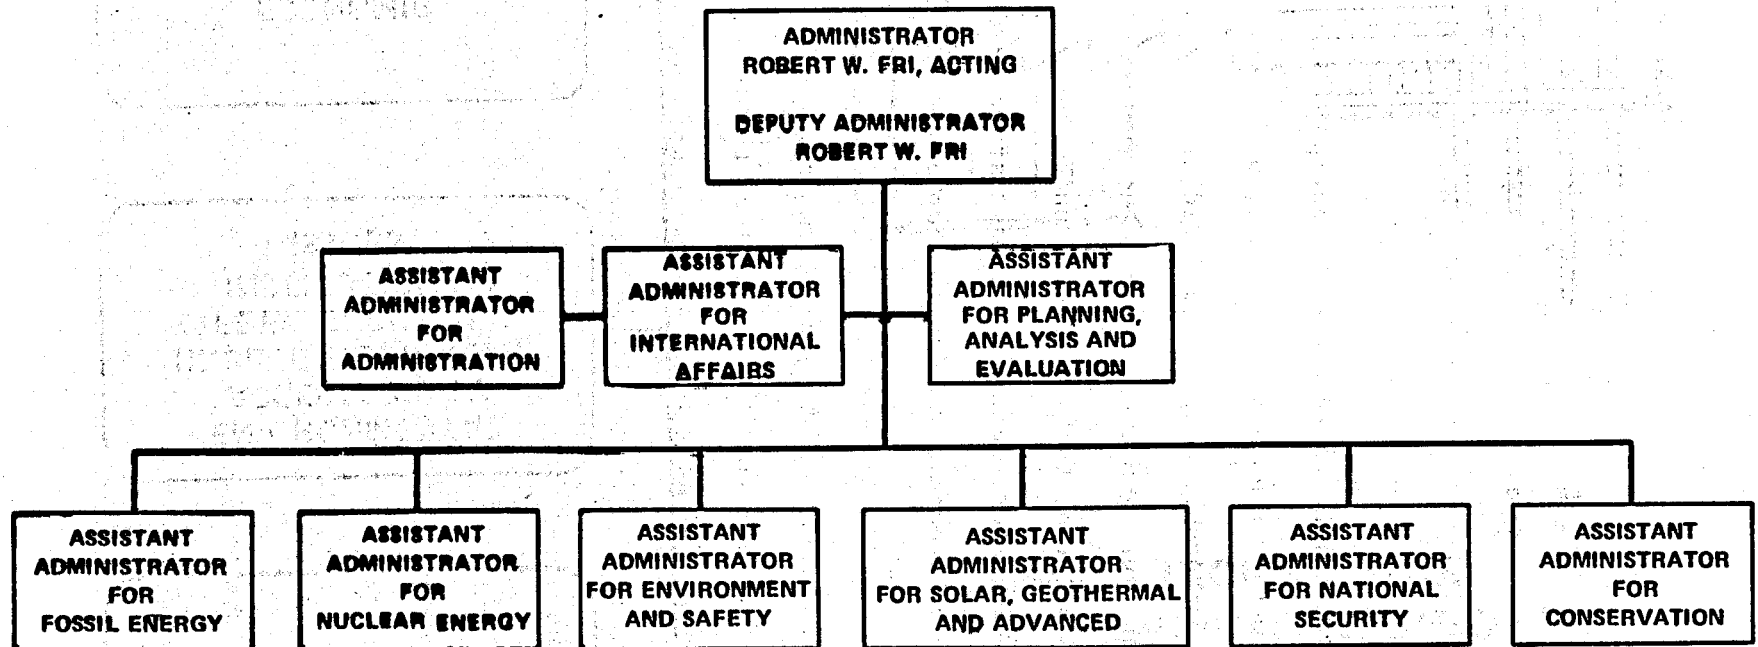 ADMINISTRATOR
ROBERT W. FRI, ACTING
DEPUTY ADMINISTRATOR
ROBERT W. FRI
ASSISTANT
ADMINISTRATOR
FOR
ADMINISTRATION
ASSISTANT
ADMINISTRATOR
FOR
INTERNATIONAL
AFFAIRS
ASSISTANT
ADMINISTRATOR
FOR PLANNING,
ANALYSIS AND
EVALUATION
ASSISTANT
ADMINISTRATOR
FOR
FOSSIL ENERGY
ASSISTANT
ADMINISTRATOR
FOR
NUCLEAR ENERGY
ASSISTANT
ADMINISTRATOR
FOR ENVIRONMENT
AND SAFETY
ASSISTANT
ADMINISTRATOR
FOR SOLAR, GEOTHERMAL
AND ADVANCED
ASSISTANT
ADMINISTRATOR
FOR NATIONAL
SECURITY
ASSISTANT
ADMINISTRATOR
FOR
CONSERVATION